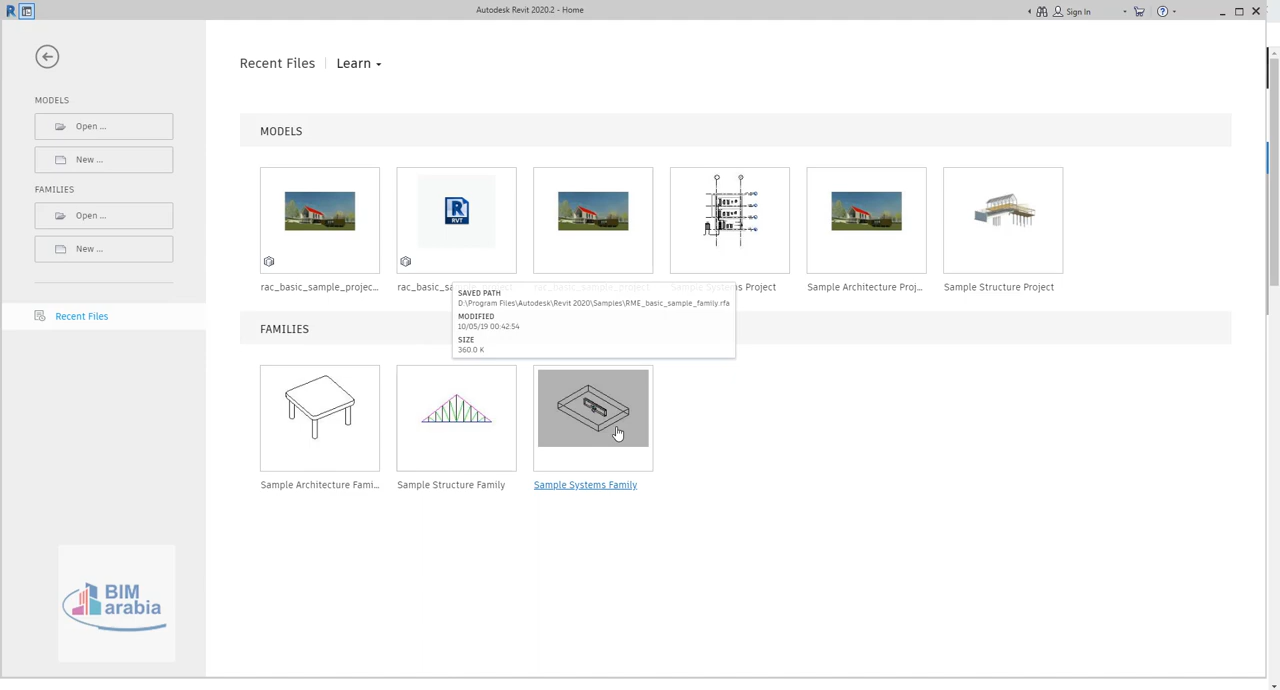 Autodesk Revit 2020.2 - Home
Sign In
Recent Files
Learn
MODELS
Open ...
New ...
FAMILIES
Open ...
New ...
Recent Files
BIM
arabia
MODELS
rac_basic_sample_projec...
rac_basic_sa
rac_basic_sample_project
Sample Systems Project
Sample Architecture Proj...
Sample Structure Project
SAVED PATH
D:\Program Files\Autodesk\Revit 2020\Samples\RME_basic_sample_family.rfa
MODIFIED
10/05/19 00:42:54
SIZE
360.0 K
FAMILIES
Sample Architecture Fami...
Sample Structure Family
Sample Systems Family
R
RVT